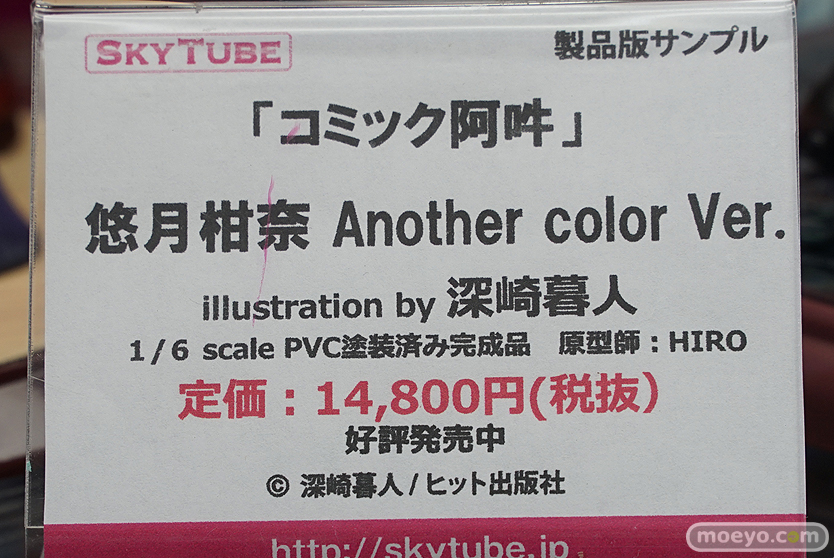 SKYTUBE
製品版サンプル
「コミック阿吽」
悠月柑奈 Another color Ver.
illustration by 深崎暮人
1/6 scale PVC塗装済み完成品　原型師：HIRO
定価：14,800円(税抜)
好評発売中
© 深崎暮人/ヒット出版社
http://skytube.jp
moeyo.com